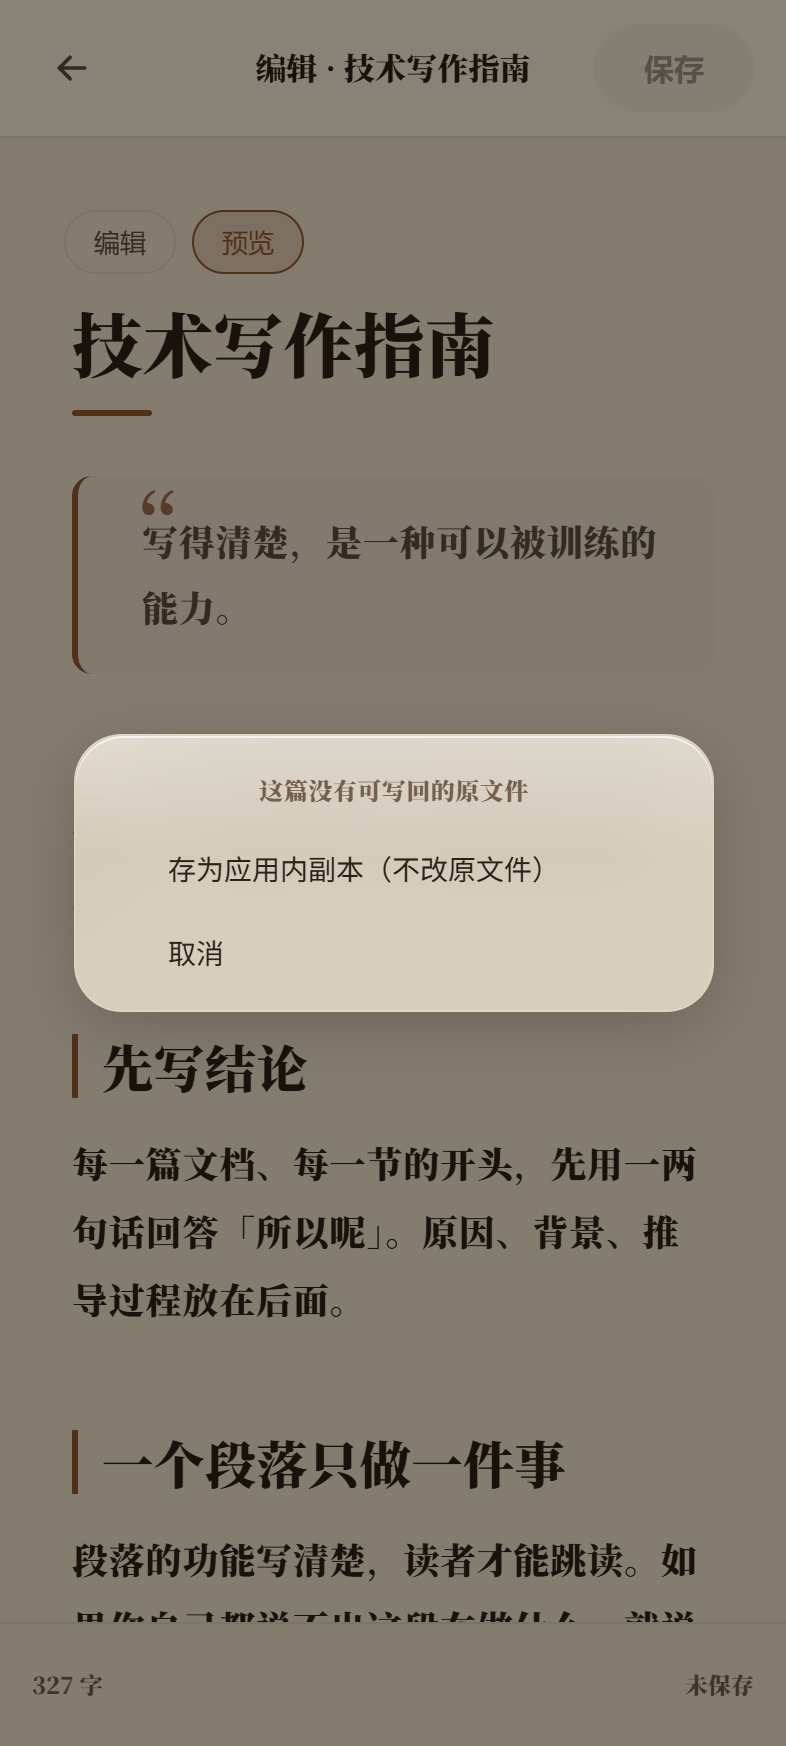 编辑 · 技术写作指南
保存
编辑
预览
技术写作指南
“
写得清楚，是一种可以被训练的
能力。
这篇没有可写回的原文件
存为应用内副本（不改原文件）
取消
先写结论
每一篇文档、每一节的开头，先用一两
句话回答「所以呢」。原因、背景、推
导过程放在后面。
一个段落只做一件事
段落的功能写清楚，读者才能跳读。如
327 字
未保存